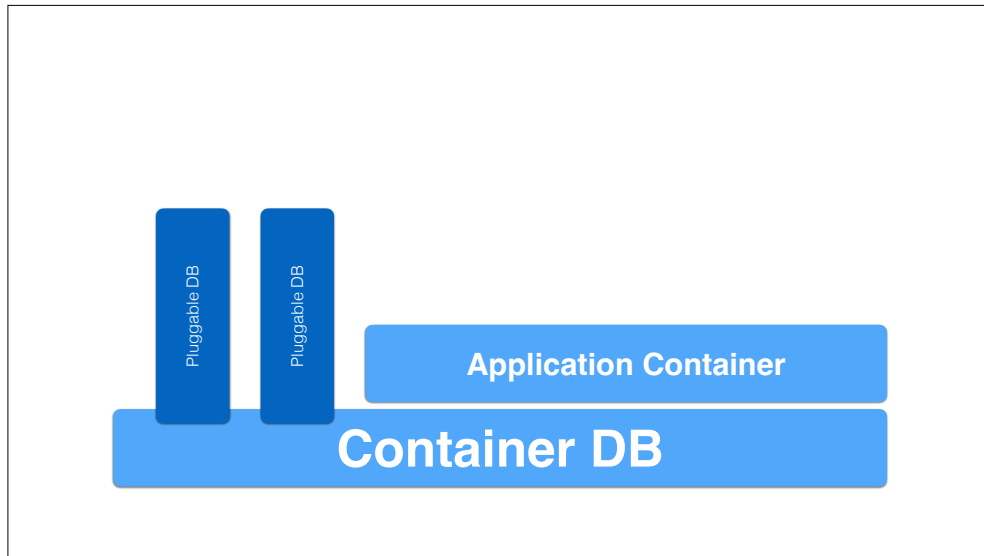 Pluggable DB
Pluggable DB
Application Container
Container DB